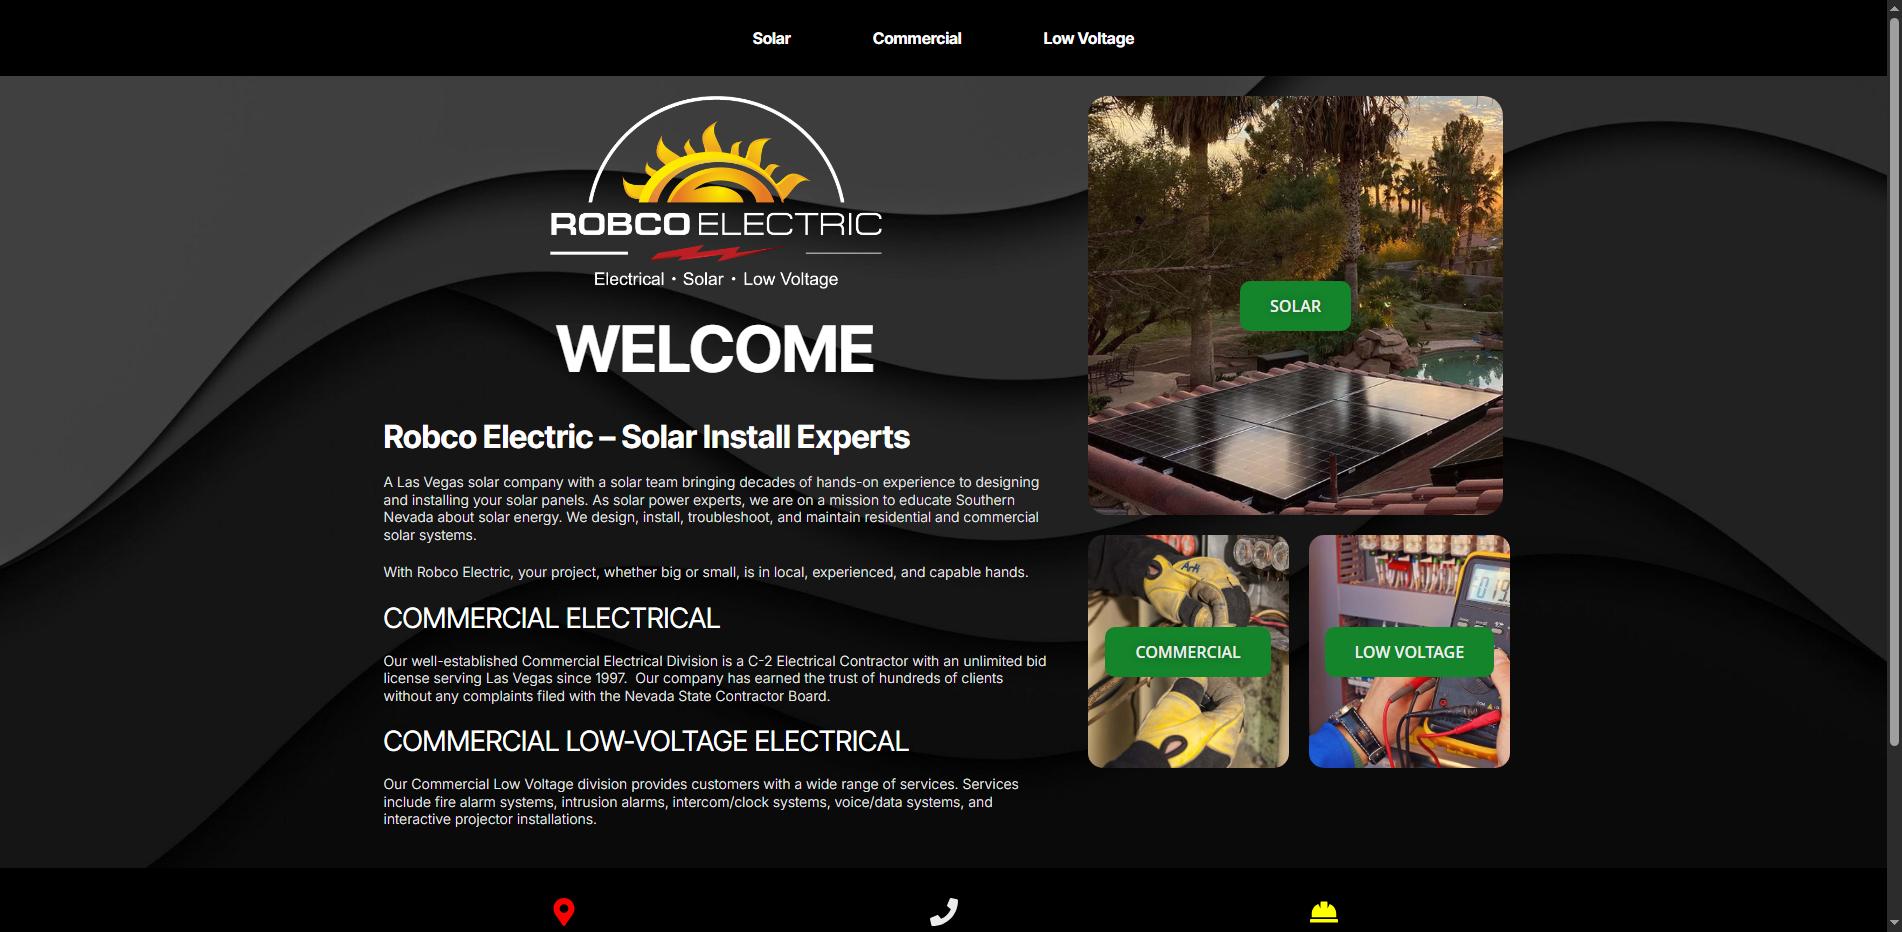 Solar
Commercial
Low Voltage
ROBCO ELECTRIC
Electrical • Solar • Low Voltage
WELCOME
Robco Electric – Solar Install Experts
A Las Vegas solar company with a solar team bringing decades of hands-on experience to designing
and installing your solar panels. As solar power experts, we are on a mission to educate Southern
Nevada about solar energy. We design, install, troubleshoot, and maintain residential and commercial
solar systems.
With Robco Electric, your project, whether big or small, is in local, experienced, and capable hands.
COMMERCIAL ELECTRICAL
Our well-established Commercial Electrical Division is a C-2 Electrical Contractor with an unlimited bid
license serving Las Vegas since 1997.  Our company has earned the trust of hundreds of clients
without any complaints filed with the Nevada State Contractor Board.
COMMERCIAL LOW-VOLTAGE ELECTRICAL
Our Commercial Low Voltage division provides customers with a wide range of services. Services
include fire alarm systems, intrusion alarms, intercom/clock systems, voice/data systems, and
interactive projector installations.
SOLAR
COMMERCIAL
LOW VOLTAGE